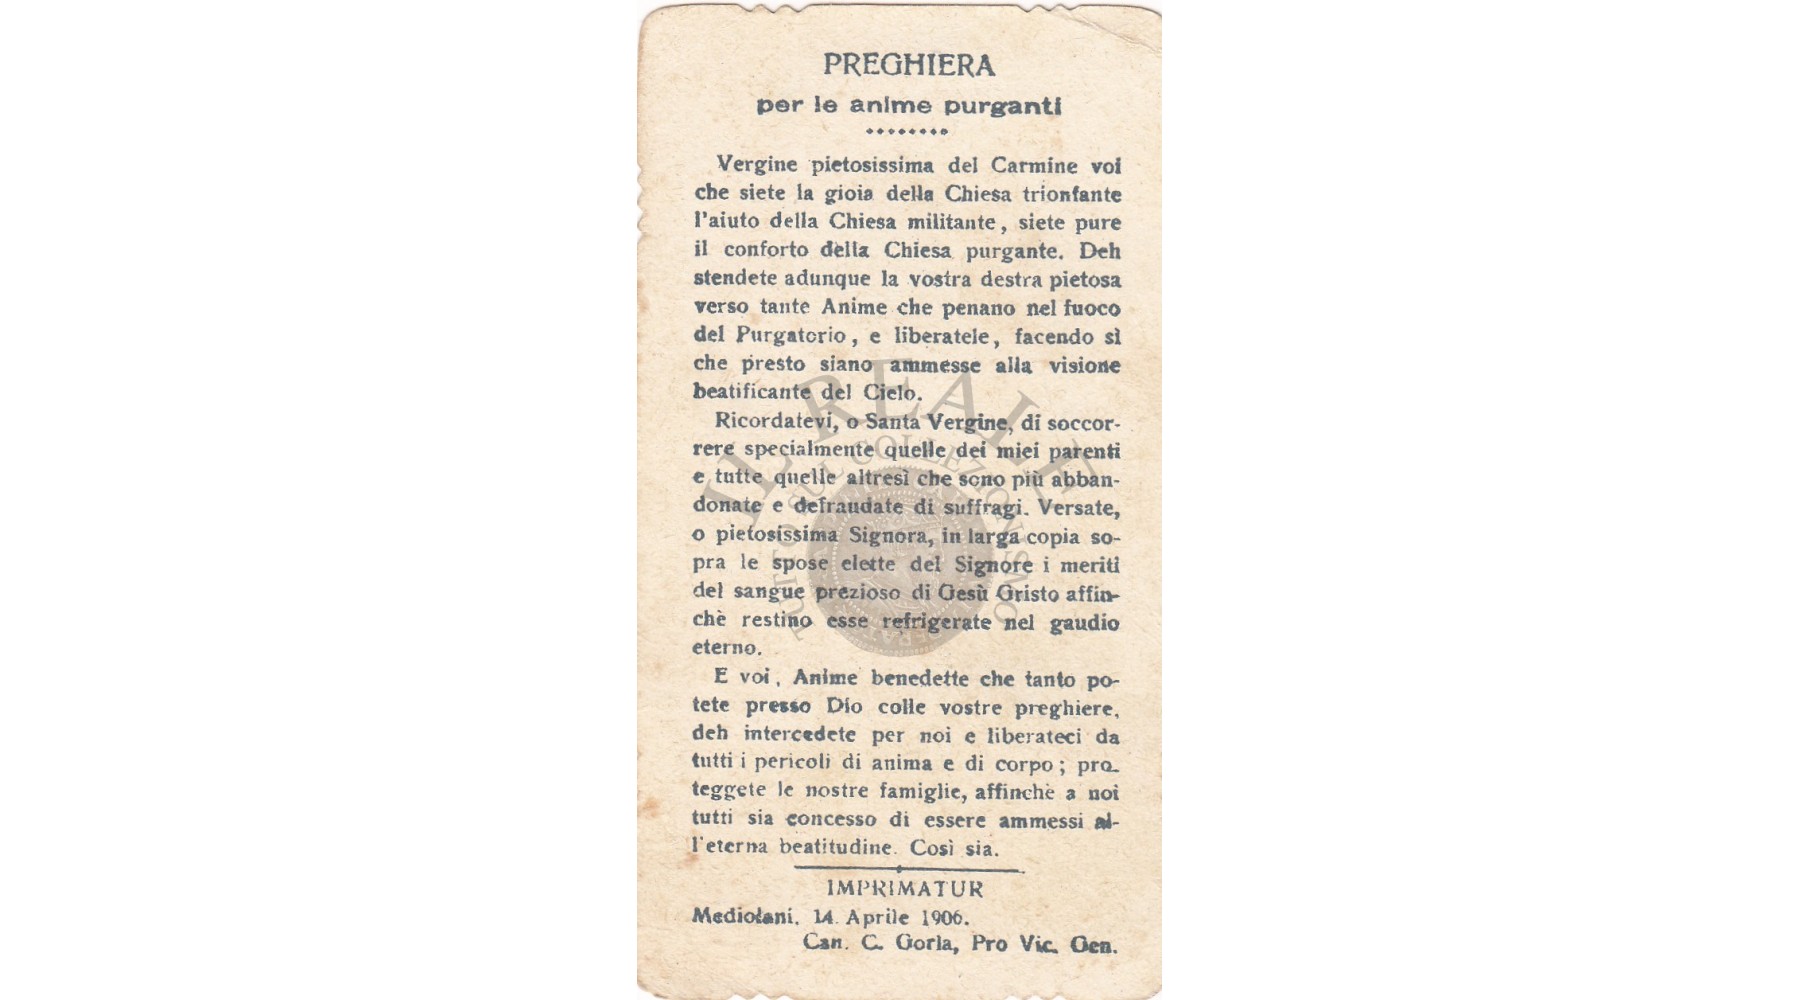 PREGHIERA
per le anime purganti
Vergine pietosissima del Carmine voi
che siete la gioia della Chiesa trionfante
l'aiuto della Chiesa militante, siete pure
il conforto della Chiesa purgante. Deh
stendete adunque la vostra destra pietosa
verso tante Anime che penano nel fuoco
del Purgatorio, e liberatele, facendo sì
che presto siano ammesse alla visione
beatificante del Cielo.
Ricordatevi, o Santa Vergine, di soccor-
rere specialmente quelle dei miei parenti
e tutte quelle altresì che sono più abban-
donate e defraudate di suffragi. Versate,
o pietosissima Signora, in larga copia so-
pra le spose elette del Signore i meriti
del sangue prezioso di Gesù Gristo affin-
chè restino esse refrigerate nel gaudio
eterno.
E voi, Anime benedette che tanto po-
tete presso Dio colle vostre preghiere,
deh intercedete per noi e liberateci da
tutti i pericoli di anima e di corpo; pro-
teggete le nostre famiglie, affinchè a noi
tutti sia concesso di essere ammessi al-
l'eterna beatitudine. Così sia.
IMPRIMATUR
Mediolani, 14 Aprile 1906.
Can. C. Gorla, Pro Vic. Gen.
IL REALE
TUTTO SUL COLLEZIONISMO